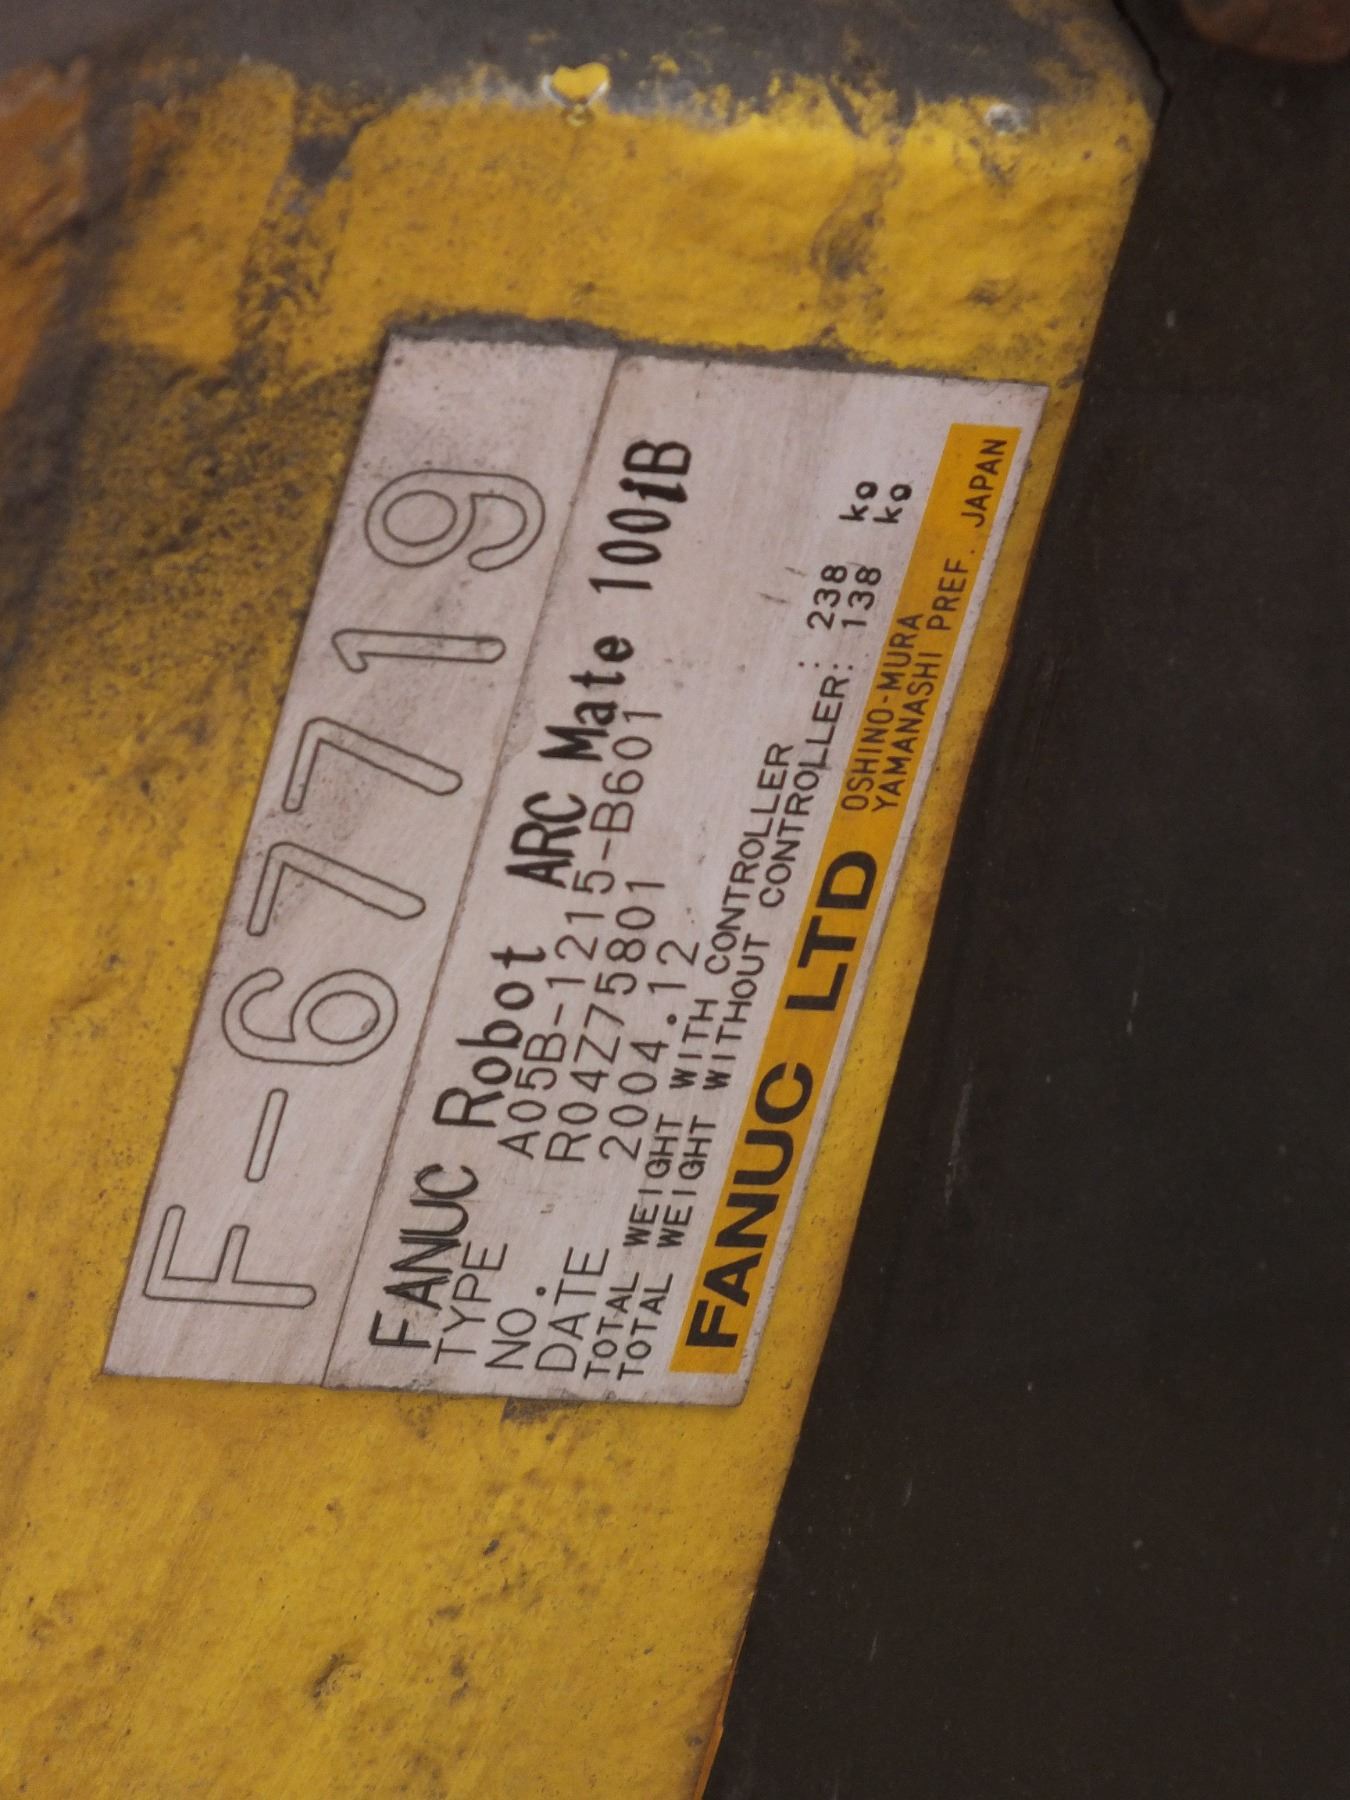 F-67719
FANUC Robot ARC Mate 100iB
TYPE A05B-1215-B601
NO. R04Z75801
DATE 2004.12
TOTAL WEIGHT WITH CONTROLLER : 238 kg
TOTAL WEIGHT WITHOUT CONTROLLER: 138 kg
FANUC LTD OSHINO-MURA
YAMANASHI PREF. JAPAN